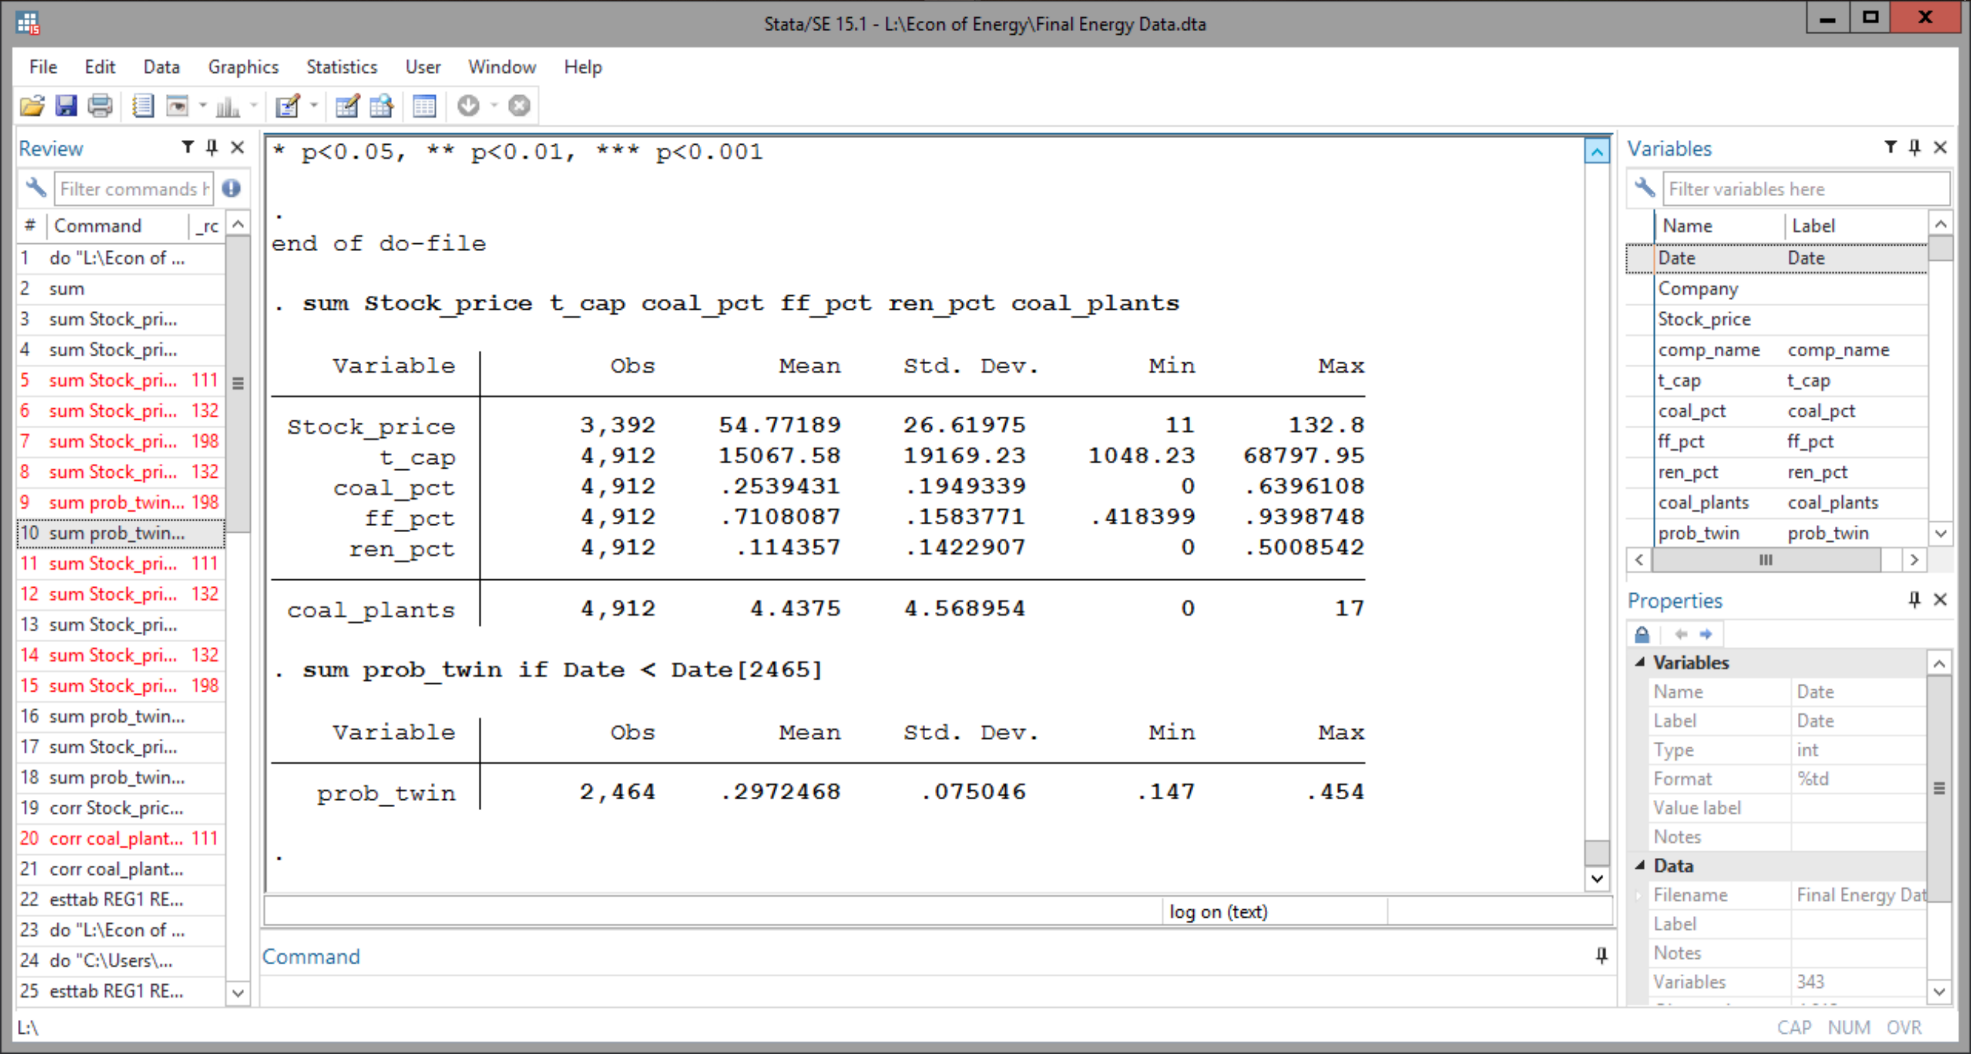 Stata/SE 15.1 - L:\Econ of Energy\Final Energy Data.dta
File Edit Data Graphics Statistics User Window Help
Review
Filter commands h
# Command _rc
1 do "L:\Econ of ...
2 sum
3 sum Stock_pri...
4 sum Stock_pri...
5 sum Stock_pri... 111
6 sum Stock_pri... 132
7 sum Stock_pri... 198
8 sum Stock_pri... 132
9 sum prob_twin... 198
10 sum prob_twin...
11 sum Stock_pri... 111
12 sum Stock_pri... 132
13 sum Stock_pri...
14 sum Stock_pri... 132
15 sum Stock_pri... 198
16 sum prob_twin...
17 sum Stock_pri...
18 sum prob_twin...
19 corr Stock_pric...
20 corr coal_plant... 111
21 corr coal_plant...
22 esttab REG1 RE...
23 do "L:\Econ of ...
24 do "C:\Users\...
25 esttab REG1 RE...
* p<0.05, ** p<0.01, *** p<0.001
.
end of do-file
. sum Stock_price t_cap coal_pct ff_pct ren_pct coal_plants
Variable Obs Mean Std. Dev. Min Max
Stock_price 3,392 54.77189 26.61975 11 132.8
t_cap 4,912 15067.58 19169.23 1048.23 68797.95
coal_pct 4,912 .2539431 .1949339 0 .6396108
ff_pct 4,912 .7108087 .1583771 .418399 .9398748
ren_pct 4,912 .114357 .1422907 0 .5008542
coal_plants 4,912 4.4375 4.568954 0 17
. sum prob_twin if Date < Date[2465]
Variable Obs Mean Std. Dev. Min Max
prob_twin 2,464 .2972468 .075046 .147 .454
.
log on (text)
Command
Variables
Filter variables here
Name Label
Date Date
Company
Stock_price
comp_name comp_name
t_cap t_cap
coal_pct coal_pct
ff_pct ff_pct
ren_pct ren_pct
coal_plants coal_plants
prob_twin prob_twin
Properties
Variables
Name Date
Label Date
Type int
Format %td
Value label
Notes
Data
Filename Final Energy Dat
Label
Notes
Variables 343
L:\
CAP NUM OVR